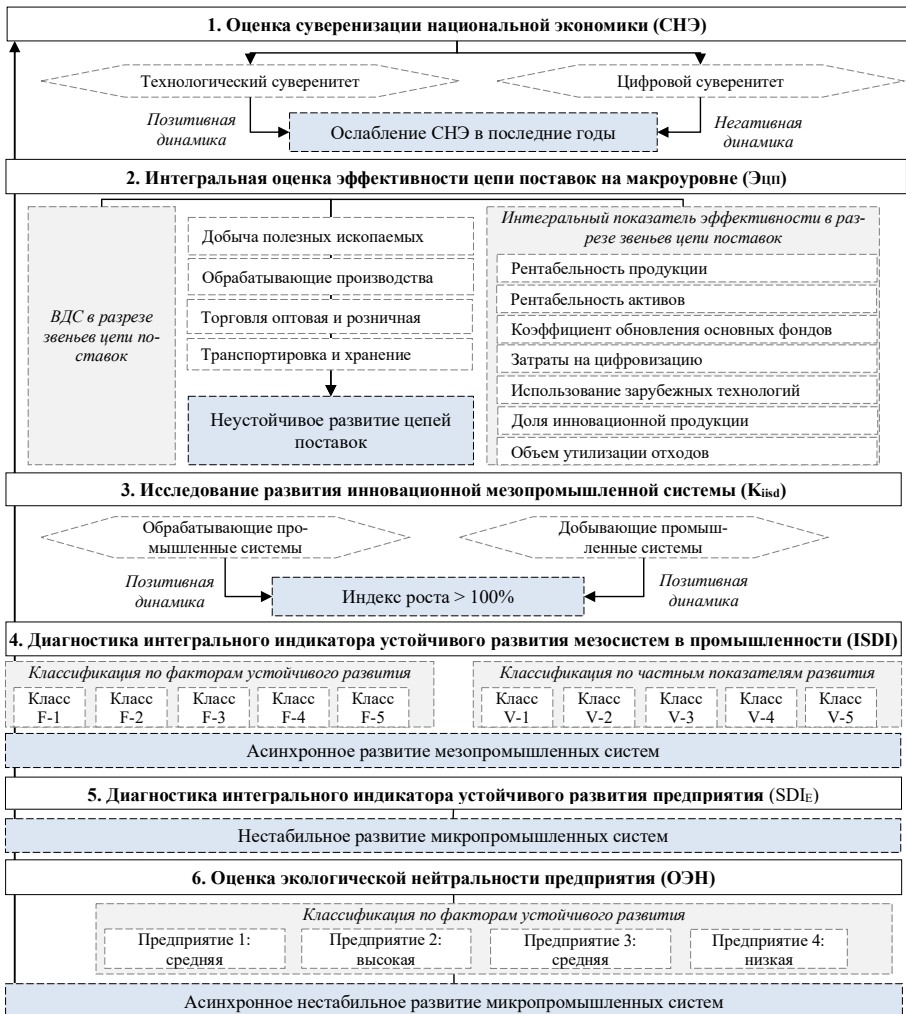 1. Оценка суверенизации национальной экономики (СНЭ)
Технологический суверенитет
Цифровой суверенитет
Позитивная
динамика
Ослабление СНЭ в последние годы
Негативная
динамика
2. Интегральная оценка эффективности цепи поставок на макроуровне (Эцп)
ВДС в разрезе
звеньев цепи по-
ставок
Добыча полезных ископаемых
Обрабатывающие производства
Торговля оптовая и розничная
Транспортировка и хранение
Неустойчивое развитие цепей
поставок
Интегральный показатель эффективности в раз-
резе звеньев цепи поставок
Рентабельность продукции
Рентабельность активов
Коэффициент обновления основных фондов
Затраты на цифровизацию
Использование зарубежных технологий
Доля инновационной продукции
Объем утилизации отходов
3. Исследование развития инновационной мезопромышленной системы (Kiisd)
Обрабатывающие про-
мышленные системы
Добывающие промыш-
ленные системы
Позитивная
динамика
Индекс роста > 100%
Позитивная
динамика
4. Диагностика интегрального индикатора устойчивого развития мезосистем в промышленности (ISDI)
Классификация по факторам устойчивого развития
Класс
F-1
Класс
F-2
Класс
F-3
Класс
F-4
Класс
F-5
Классификация по частным показателям развития
Класс
V-1
Класс
V-2
Класс
V-3
Класс
V-4
Класс
V-5
Асинхронное развитие мезопромышленных систем
5. Диагностика интегрального индикатора устойчивого развития предприятия (SDIE)
Нестабильное развитие микропромышленных систем
6. Оценка экологической нейтральности предприятия (ОЭН)
Классификация по факторам устойчивого развития
Предприятие 1:
средняя
Предприятие 2:
высокая
Предприятие 3:
средняя
Предприятие 4:
низкая
Асинхронное нестабильное развитие микропромышленных систем